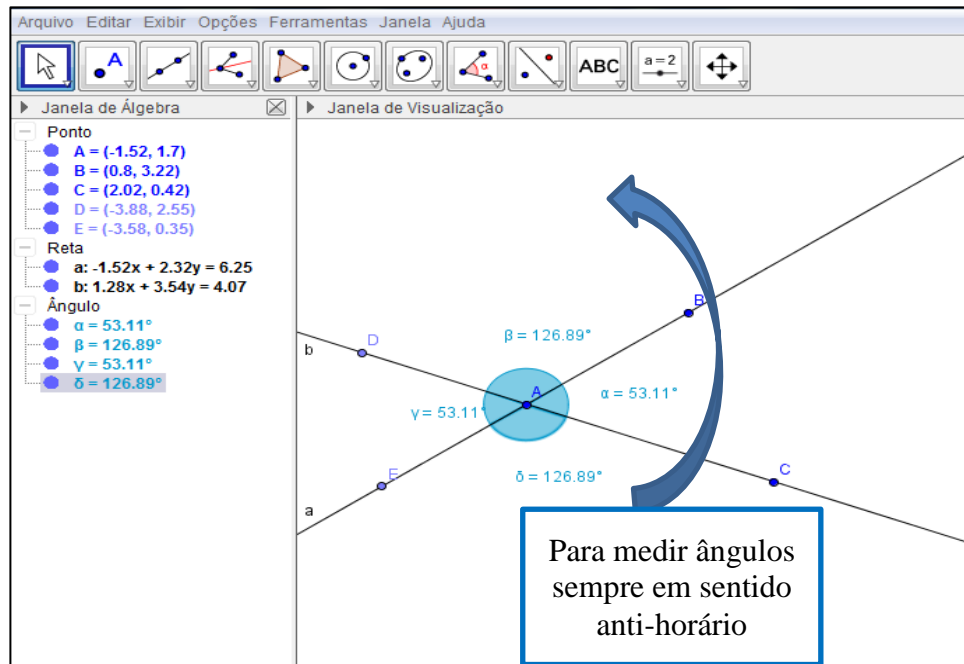 Arquivo Editar Exibir Opções Ferramentas Janela Ajuda
A
α
ABC
a=2
Janela de Álgebra
Janela de Visualização
Ponto
A = (-1.52, 1.7)
B = (0.8, 3.22)
C = (2.02, 0.42)
D = (-3.88, 2.55)
E = (-3.58, 0.35)
Reta
a: -1.52x + 2.32y = 6.25
b: 1.28x + 3.54y = 4.07
Ângulo
α = 53.11°
β = 126.89°
γ = 53.11°
δ = 126.89°
B
β = 126.89°
D
b
A
α = 53.11°
γ = 53.11°
C
E
δ = 126.89°
a
Para medir ângulos
sempre em sentido
anti-horário